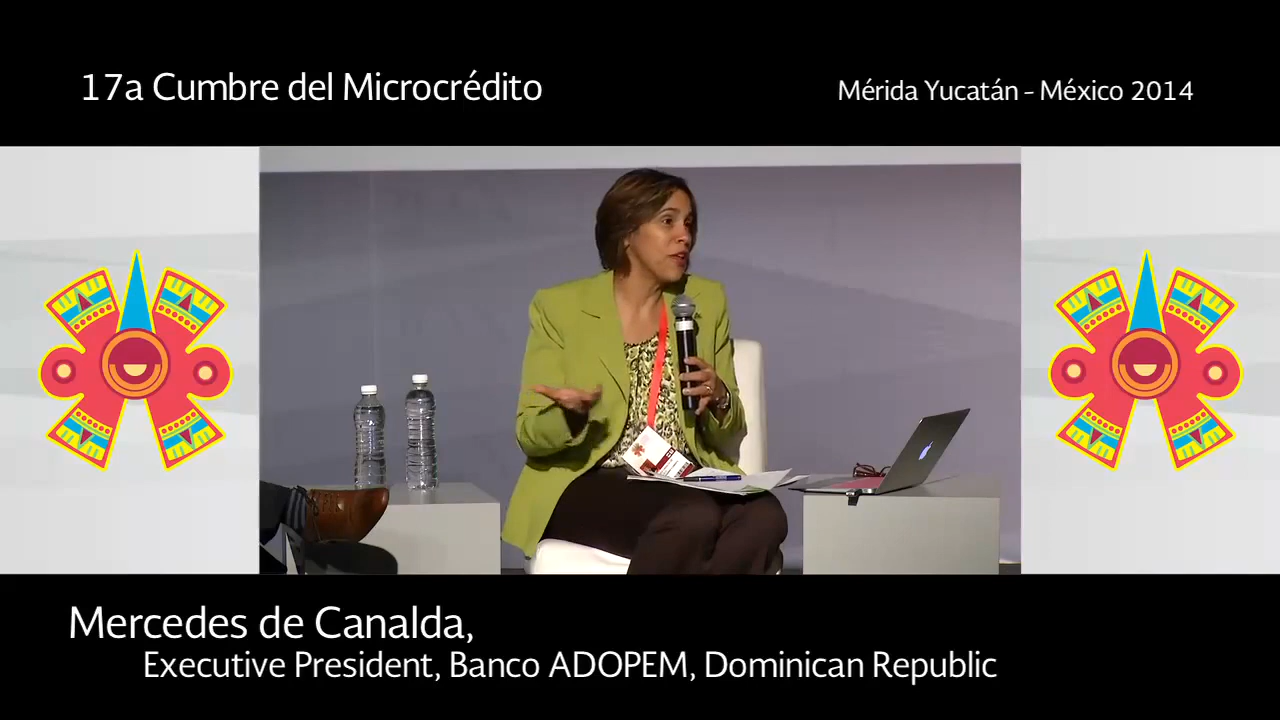 17a Cumbre del Microcrédito
Mérida Yucatán - México 2014
Mercedes de Canalda,
Executive President, Banco ADOPEM, Dominican Republic